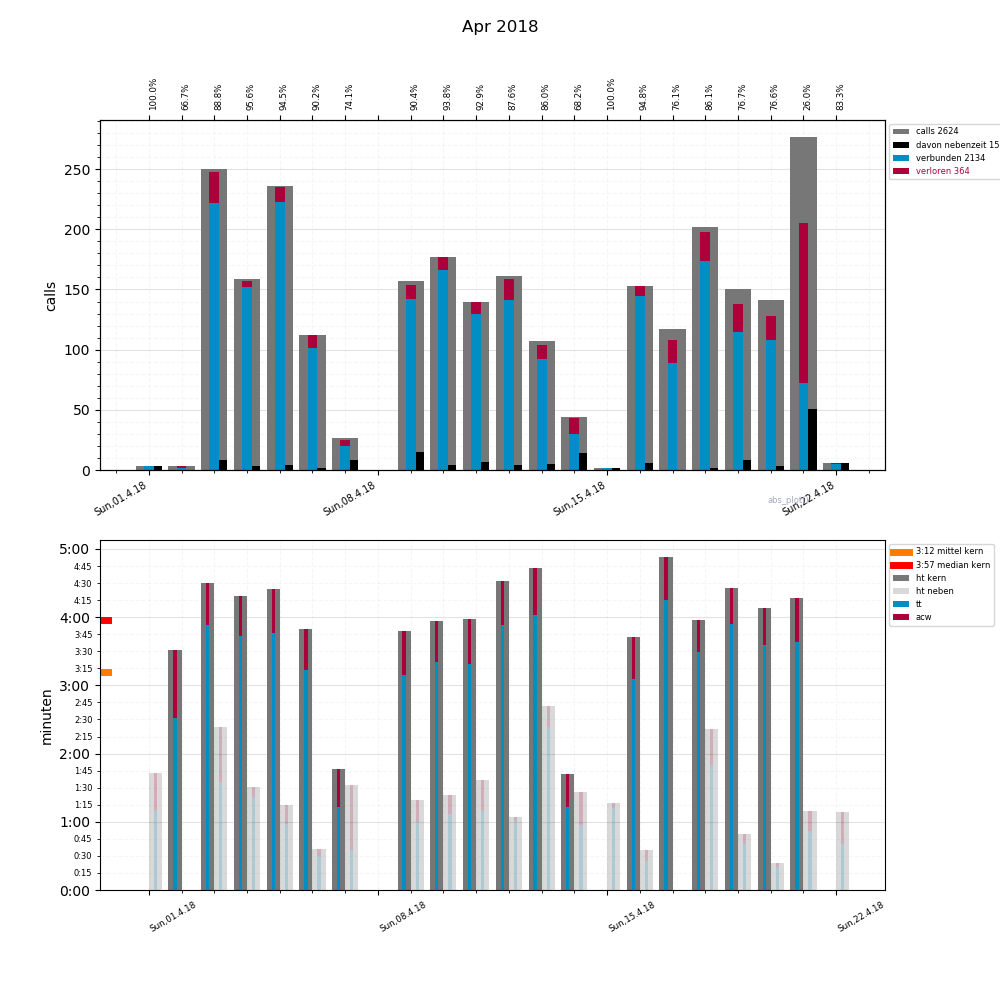 Apr 2018
100.0% 66.7% 88.8% 95.6% 94.5% 90.2% 74.1% 90.4% 93.8% 92.9% 87.6% 86.0% 68.2% 100.0% 94.8% 76.1% 86.1% 76.7% 76.6% 26.0% 83.3%
calls 2624
davon nebenzeit 15
verbunden 2134
verloren 364
250
200
150
100
50
0
calls
Sun,01.4.18 Sun,08.4.18 Sun,15.4.18 Sun,22.4.18
5:00
4:45
4:30
4:15
4:00
3:45
3:30
3:15
3:00
2:45
2:30
2:15
2:00
1:45
1:30
1:15
1:00
0:45
0:30
0:15
0:00
minuten
3:12 mittel kern
3:57 median kern
ht kern
ht neben
tt
acw
Sun,01.4.18 Sun,08.4.18 Sun,15.4.18 Sun,22.4.18